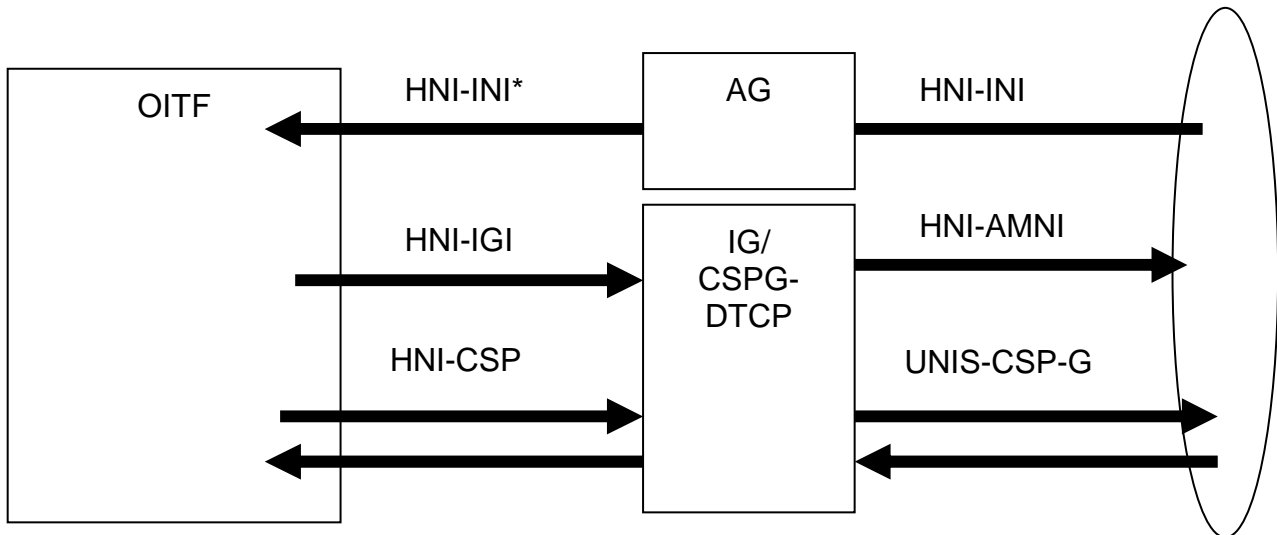 OITF
HNI-INI*
AG
HNI-INI
HNI-IGI
IG/
CSPG-
DTCP
HNI-AMNI
HNI-CSP
UNIS-CSP-G